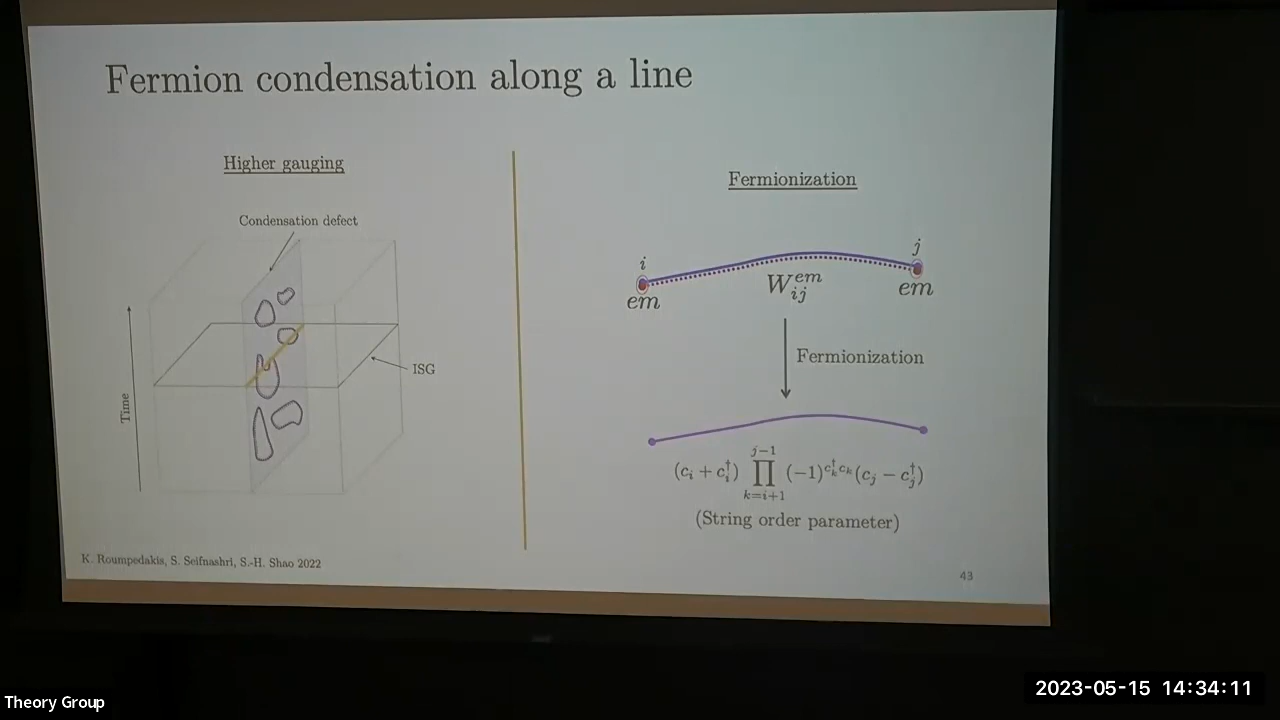 Fermion condensation along a line
Higher gauging
Condensation defect
Time
ISG
K. Roumpedakis, S. Seifnashri, S.-H. Shao 2022
Fermionization
i
j
em
W_{ij}^{em}
em
Fermionization
(c_i + c_i^†) ∏_{k=i+1}^{j−1} (−1)^{c_k^† c_k} (c_j − c_j^†)
(String order parameter)
43
Theory Group
2023-05-15 14:34:11